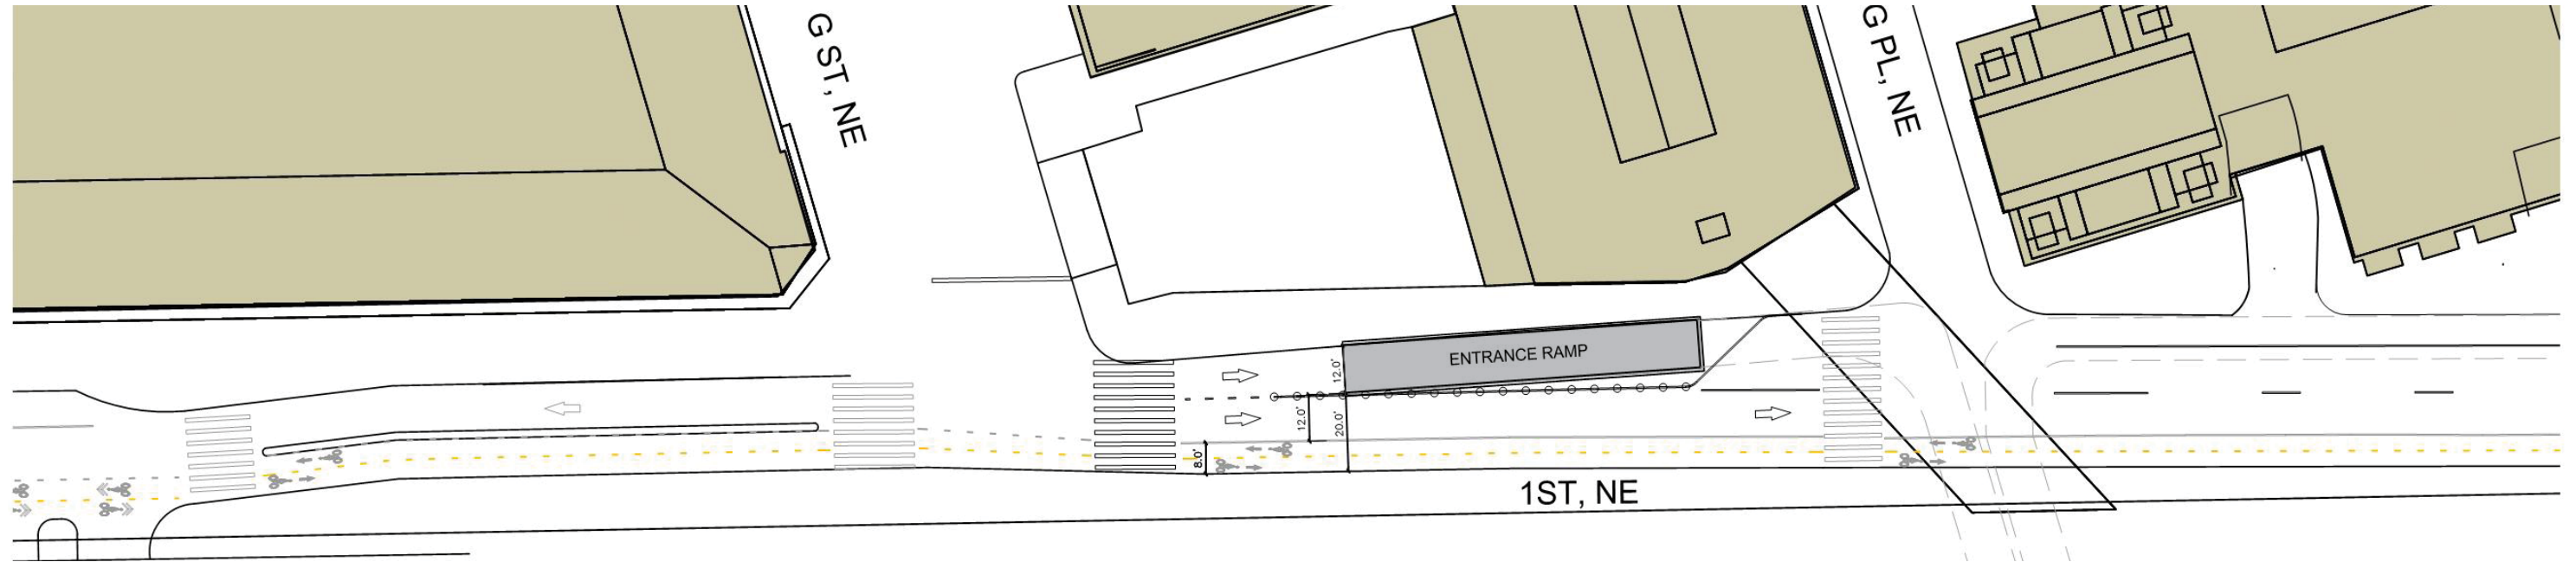 G ST, NE
G PL, NE
ENTRANCE RAMP
12.0'
12.0'
20.0'
8.0'
1ST, NE